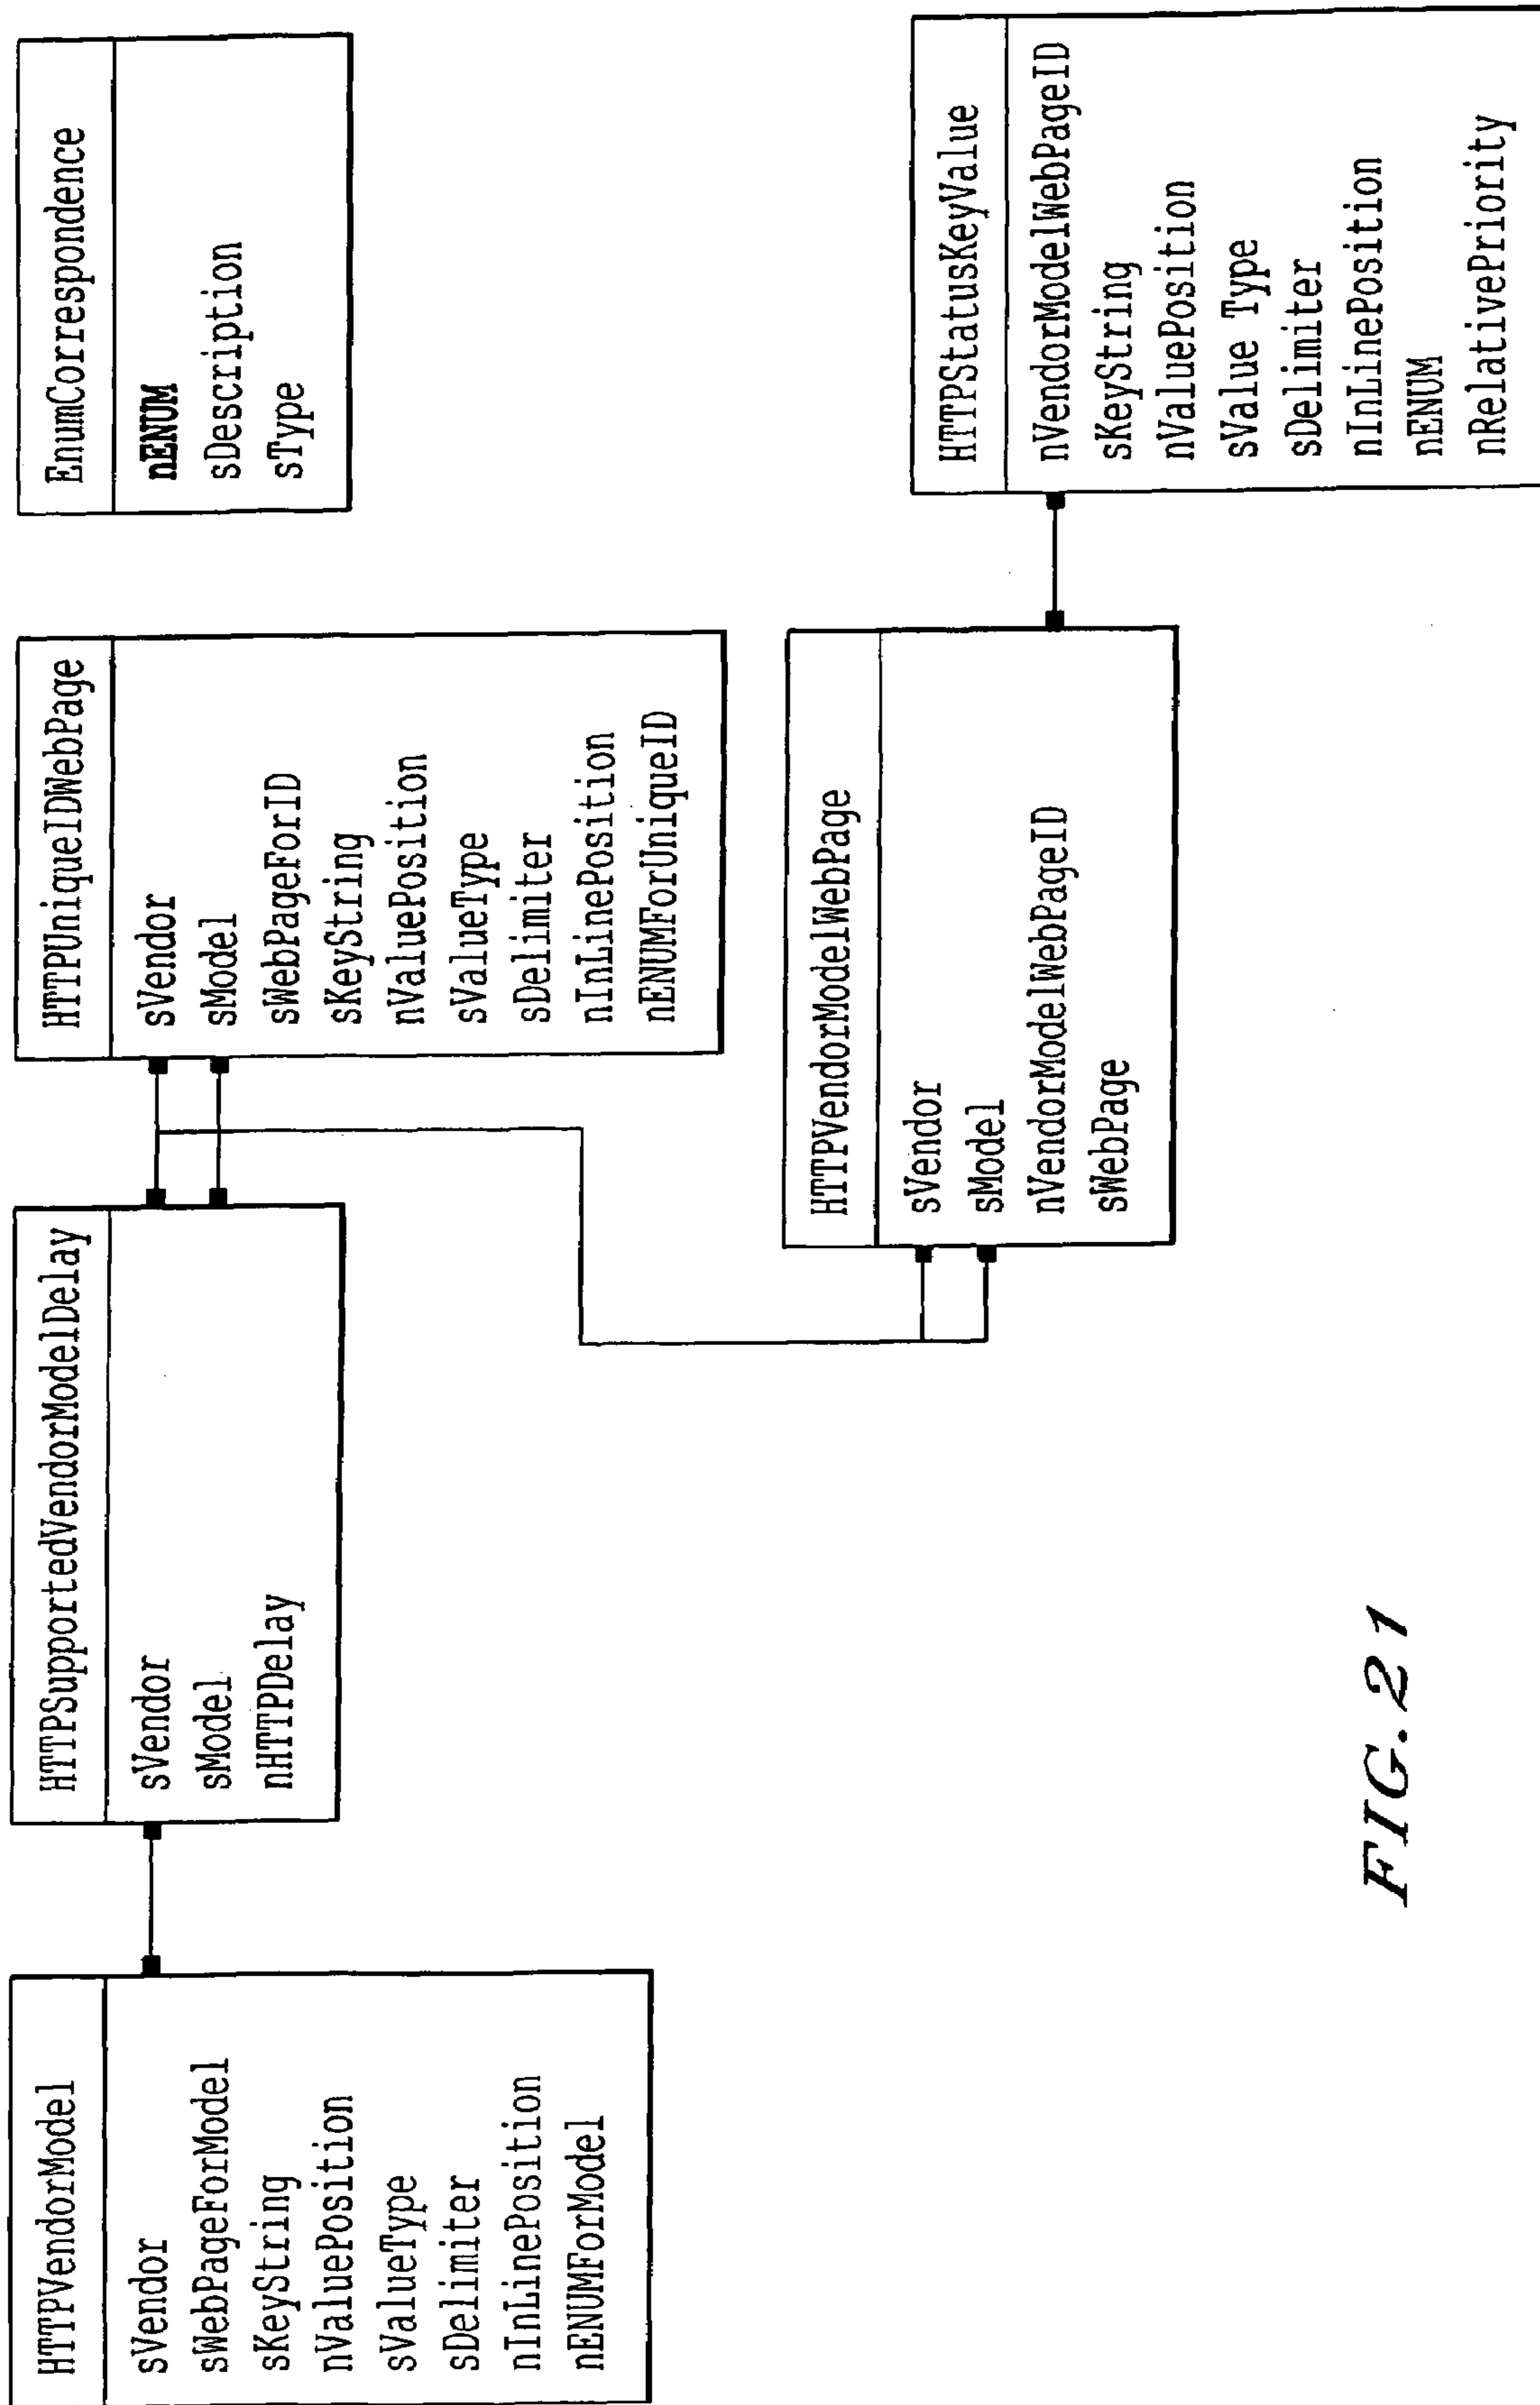 HTTPVendorModel
sVendor
sWebPageForModel
sKeyString
nValuePosition
sValueType
sDelimiter
nInLinePosition
nENUMForModel
HTTPSupportedVendorModelDelay
sVendor
sModel
nHTTPDelay
HTTPUniqueIDWebPage
sVendor
sModel
sWebPageForID
sKeyString
nValuePosition
sValueType
sDelimiter
nInLinePosition
nENUMForUniqueID
EnumCorrespondence
nENUM
sDescription
sType
HTTPVendorModelWebPage
sVendor
sModel
nVendorModelWebPageID
sWebPage
HTTPStatusKeyValue
nVendorModelWebPageID
sKeyString
nValuePosition
sValue Type
sDelimiter
nInLinePosition
nENUM
nRelativePriority
FIG. 21